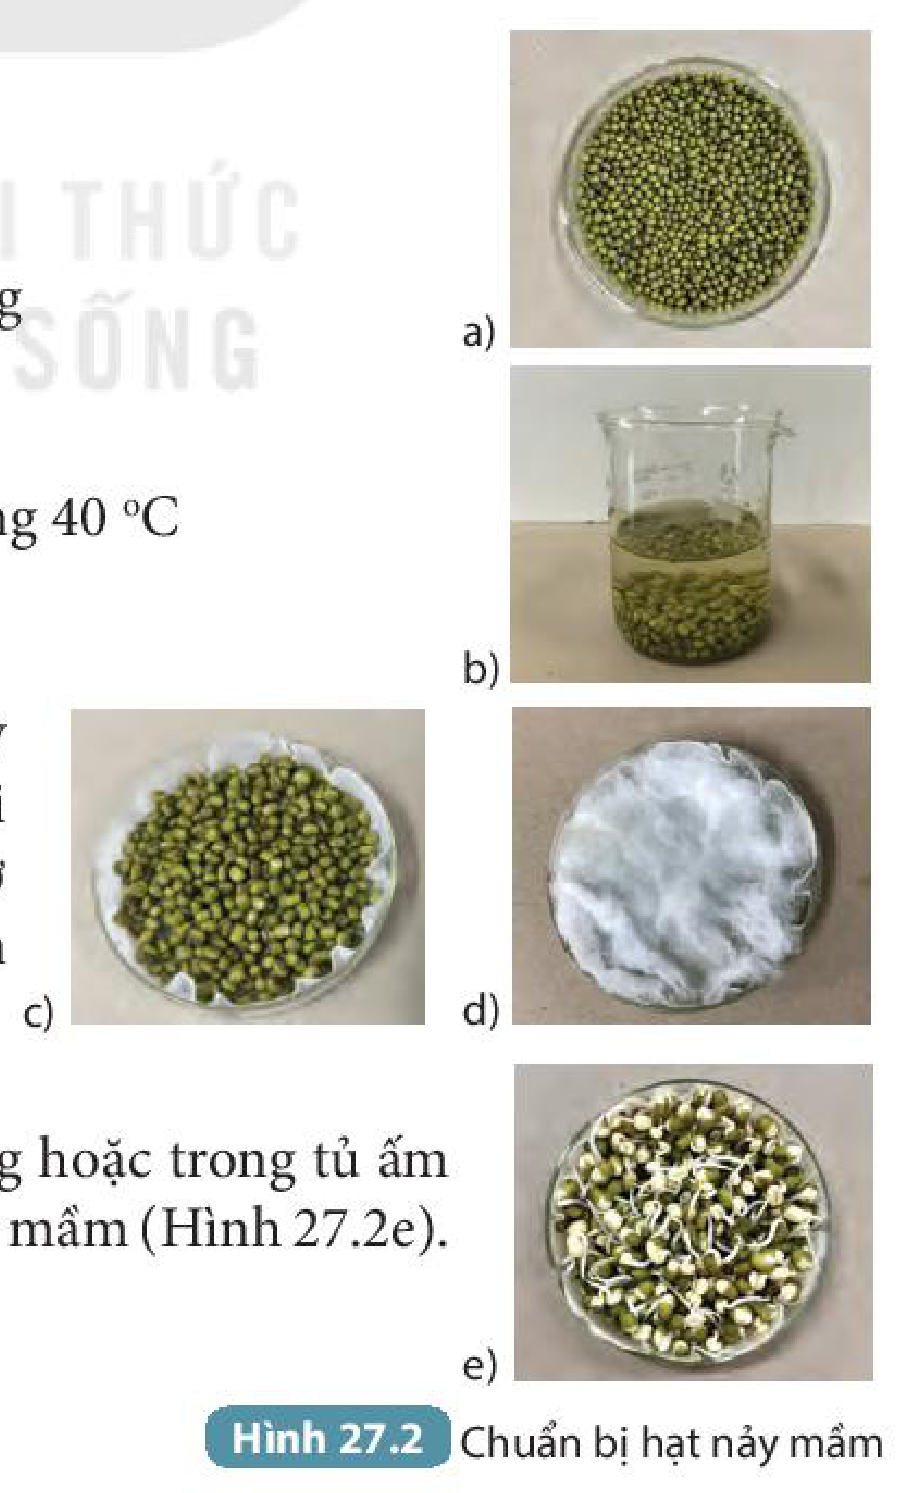 I THỨC
SỐNG
g
a)
ng 40 °C
b)
i
c)
d)
g hoặc trong tủ ấm
mầm (Hình 27.2e).
e)
Hình 27.2 Chuẩn bị hạt nảy mầm